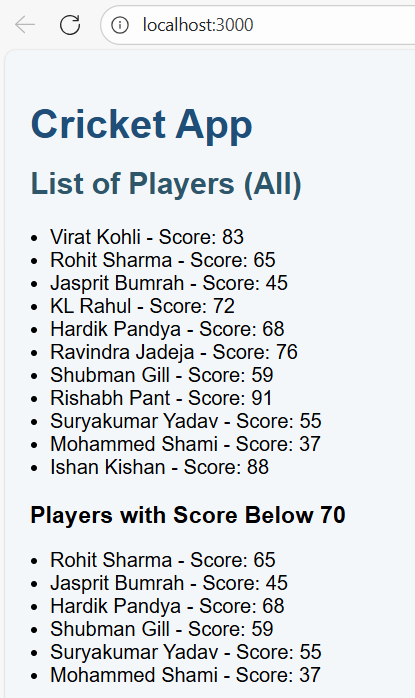 localhost:3000
Cricket App
List of Players (All)
• Virat Kohli - Score: 83
• Rohit Sharma - Score: 65
• Jasprit Bumrah - Score: 45
• KL Rahul - Score: 72
• Hardik Pandya - Score: 68
• Ravindra Jadeja - Score: 76
• Shubman Gill - Score: 59
• Rishabh Pant - Score: 91
• Suryakumar Yadav - Score: 55
• Mohammed Shami - Score: 37
• Ishan Kishan - Score: 88
Players with Score Below 70
• Rohit Sharma - Score: 65
• Jasprit Bumrah - Score: 45
• Hardik Pandya - Score: 68
• Shubman Gill - Score: 59
• Suryakumar Yadav - Score: 55
• Mohammed Shami - Score: 37